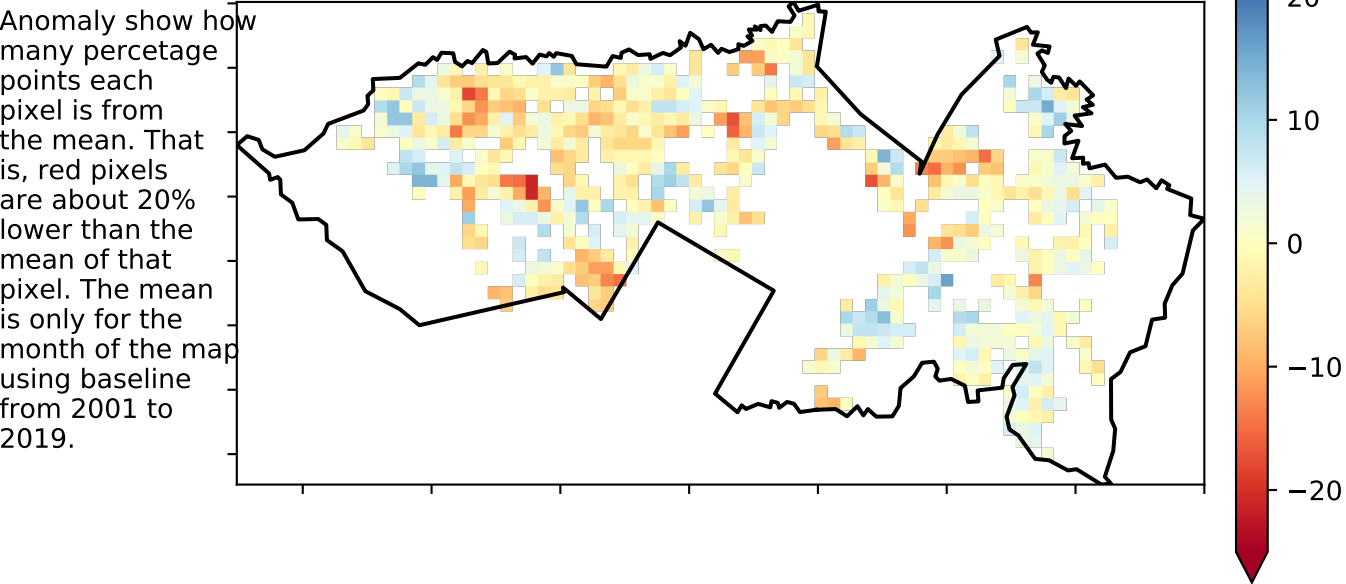 Anomaly show how
many percetage
points each
pixel is from
the mean. That
is, red pixels
are about 20%
lower than the
mean of that
pixel. The mean
is only for the
month of the map
using baseline
from 2001 to
2019.
20
10
0
−10
−20